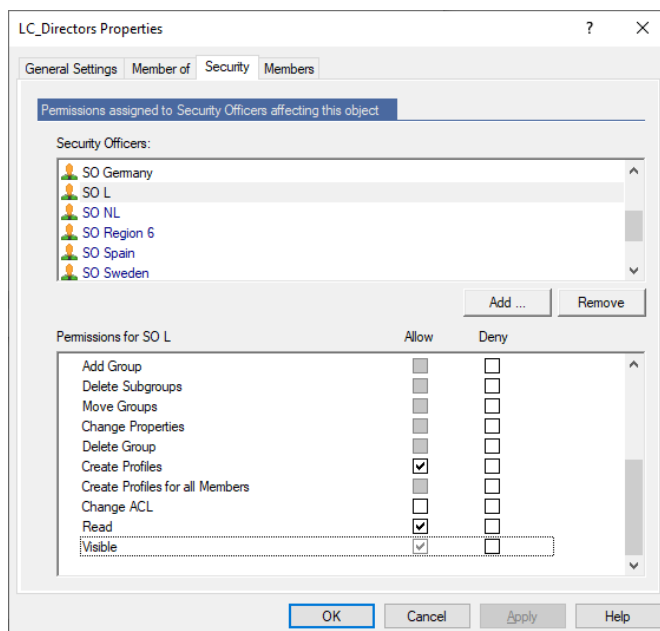 LC_Directors Properties
General Settings Member of Security Members
Permissions assigned to Security Officers affecting this object
Security Officers:
SO Germany
SO L
SO NL
SO Region 6
SO Spain
SO Sweden
Add ... Remove
Permissions for SO L Allow Deny
Add Group
Delete Subgroups
Move Groups
Change Properties
Delete Group
Create Profiles
Create Profiles for all Members
Change ACL
Read
Visible
OK Cancel Apply Help